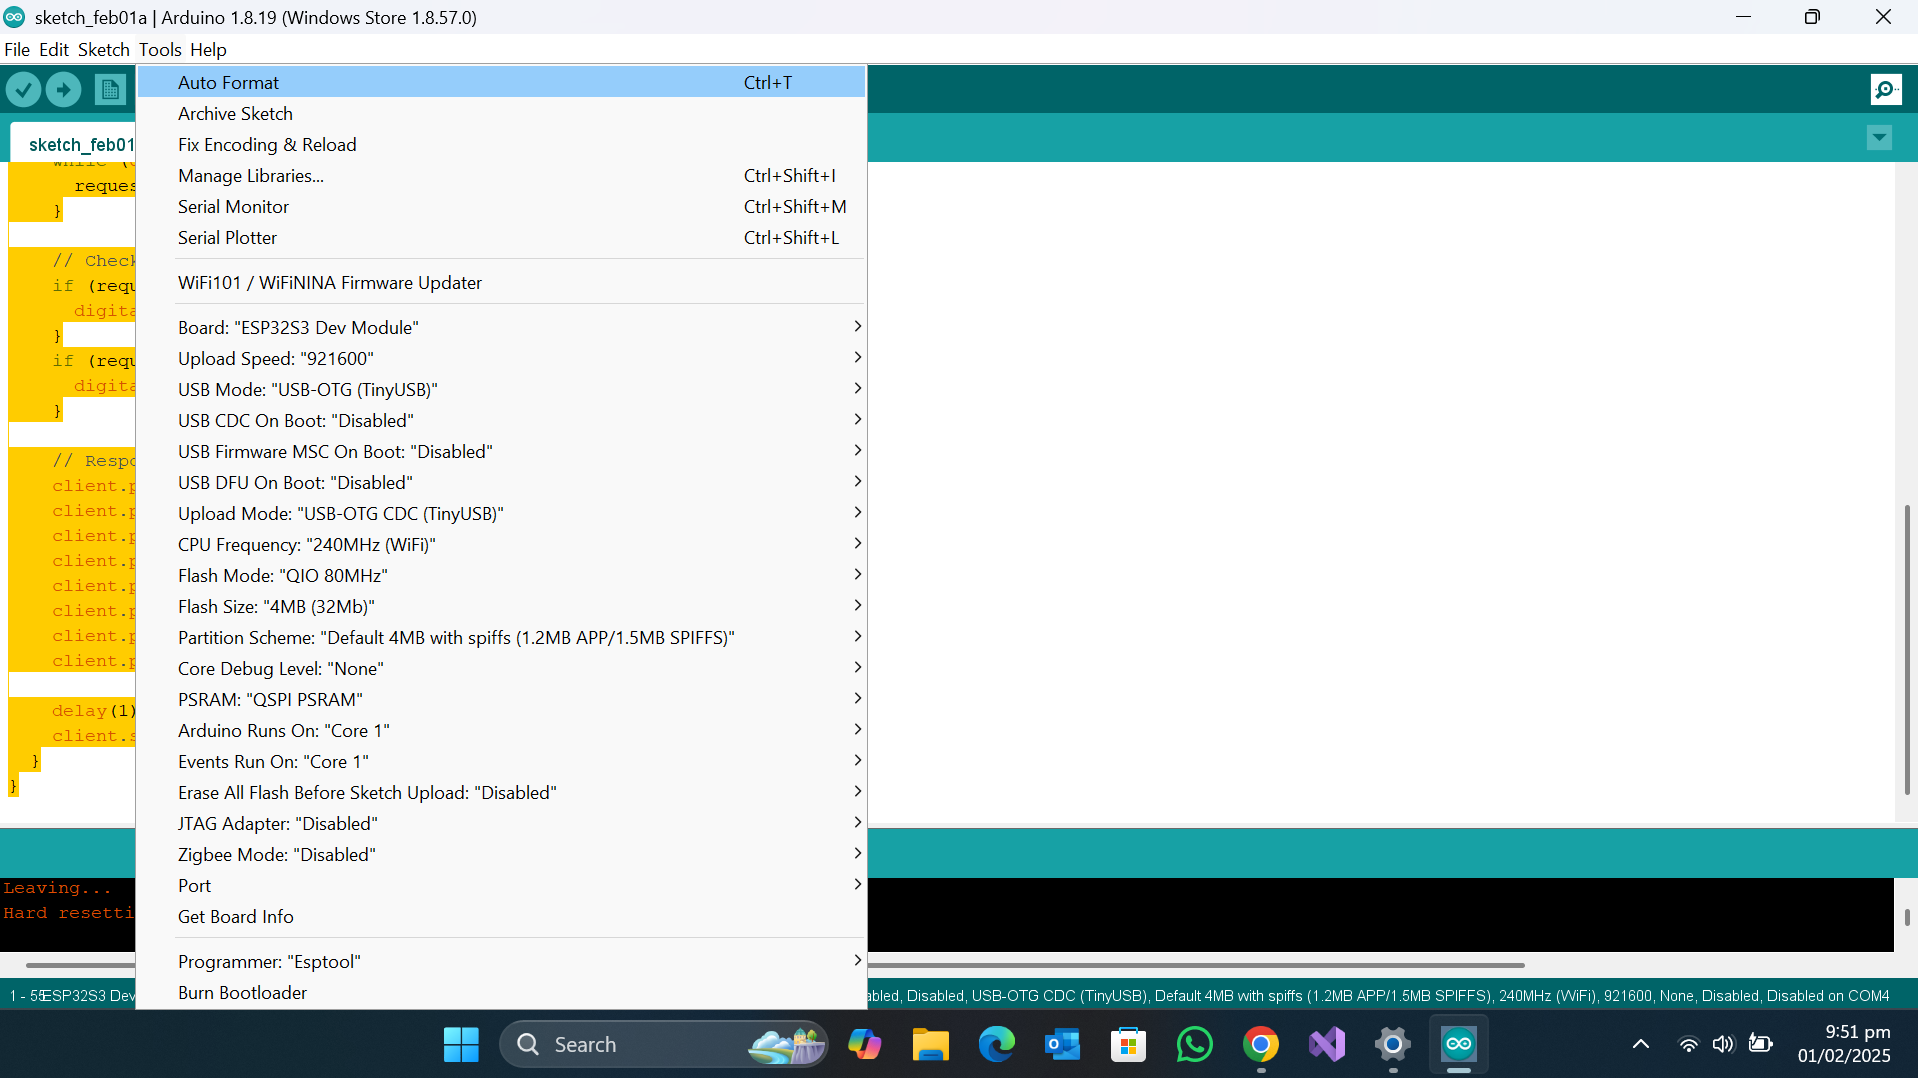 sketch_feb01a | Arduino 1.8.19 (Windows Store 1.8.57.0)
File Edit Sketch Tools Help
sketch_feb01
Auto Format Ctrl+T
Archive Sketch
Fix Encoding & Reload
Manage Libraries... Ctrl+Shift+I
Serial Monitor Ctrl+Shift+M
Serial Plotter Ctrl+Shift+L
WiFi101 / WiFiNINA Firmware Updater
Board: "ESP32S3 Dev Module"
Upload Speed: "921600"
USB Mode: "USB-OTG (TinyUSB)"
USB CDC On Boot: "Disabled"
USB Firmware MSC On Boot: "Disabled"
USB DFU On Boot: "Disabled"
Upload Mode: "USB-OTG CDC (TinyUSB)"
CPU Frequency: "240MHz (WiFi)"
Flash Mode: "QIO 80MHz"
Flash Size: "4MB (32Mb)"
Partition Scheme: "Default 4MB with spiffs (1.2MB APP/1.5MB SPIFFS)"
Core Debug Level: "None"
PSRAM: "QSPI PSRAM"
Arduino Runs On: "Core 1"
Events Run On: "Core 1"
Erase All Flash Before Sketch Upload: "Disabled"
JTAG Adapter: "Disabled"
Zigbee Mode: "Disabled"
Port
Get Board Info
Programmer: "Esptool"
Burn Bootloader
while (
reques
}
// Check
if (requ
digita
}
if (requ
digita
}
// Respo
client.p
client.p
client.p
client.p
client.p
client.p
client.p
client.p
delay(1)
client.s
}
}
Leaving...
Hard resetti
1 - 55
ESP32S3 Dev
abled, Disabled, USB-OTG CDC (TinyUSB), Default 4MB with spiffs (1.2MB APP/1.5MB SPIFFS), 240MHz (WiFi), 921600, None, Disabled, Disabled on COM4
Search
9:51 pm
01/02/2025